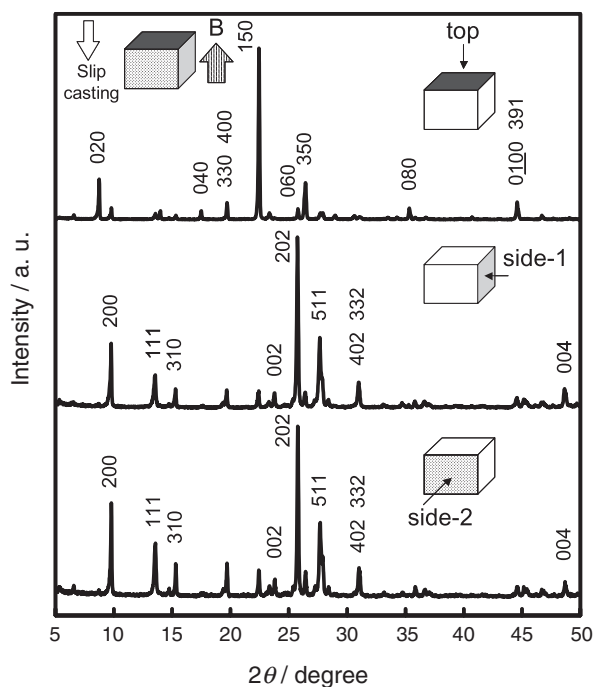 Slip
casting
B
top
020
040
330 400
150
060
350
080
0100 391
side-1
200
111
310
002
202
511
402 332
004
side-2
200
111
310
002
202
511
402 332
004
Intensity / a. u.
5 10 15 20 25 30 35 40 45 50
2θ / degree